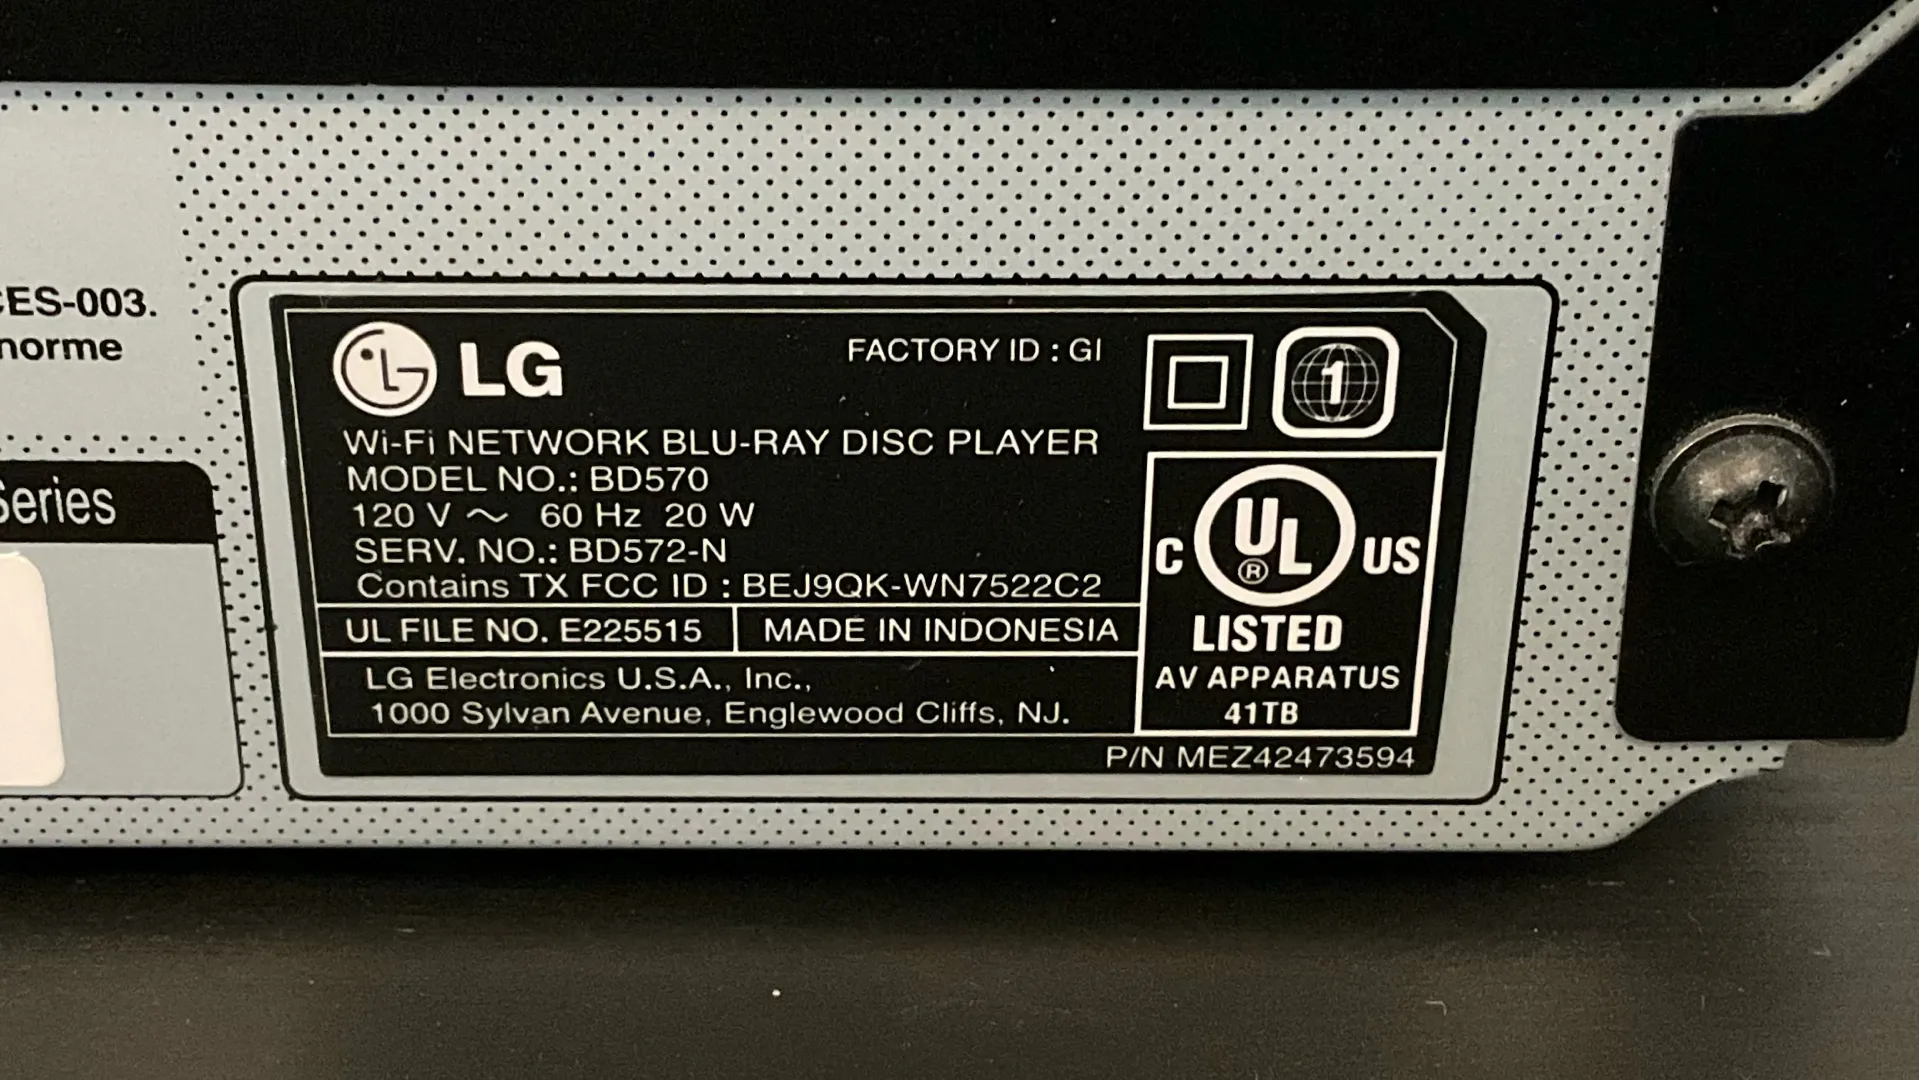 ES-003.
norme
Series
LG
FACTORY ID : GI
1
Wi-Fi NETWORK BLU-RAY DISC PLAYER
MODEL NO.: BD570
120 V ~ 60 Hz 20 W
SERV. NO.: BD572-N
Contains TX FCC ID : BEJ9QK-WN7522C2
UL FILE NO. E225515
MADE IN INDONESIA
LG Electronics U.S.A., Inc.,
1000 Sylvan Avenue, Englewood Cliffs, NJ.
C UL ® US
LISTED
AV APPARATUS
41TB
P/N MEZ42473594